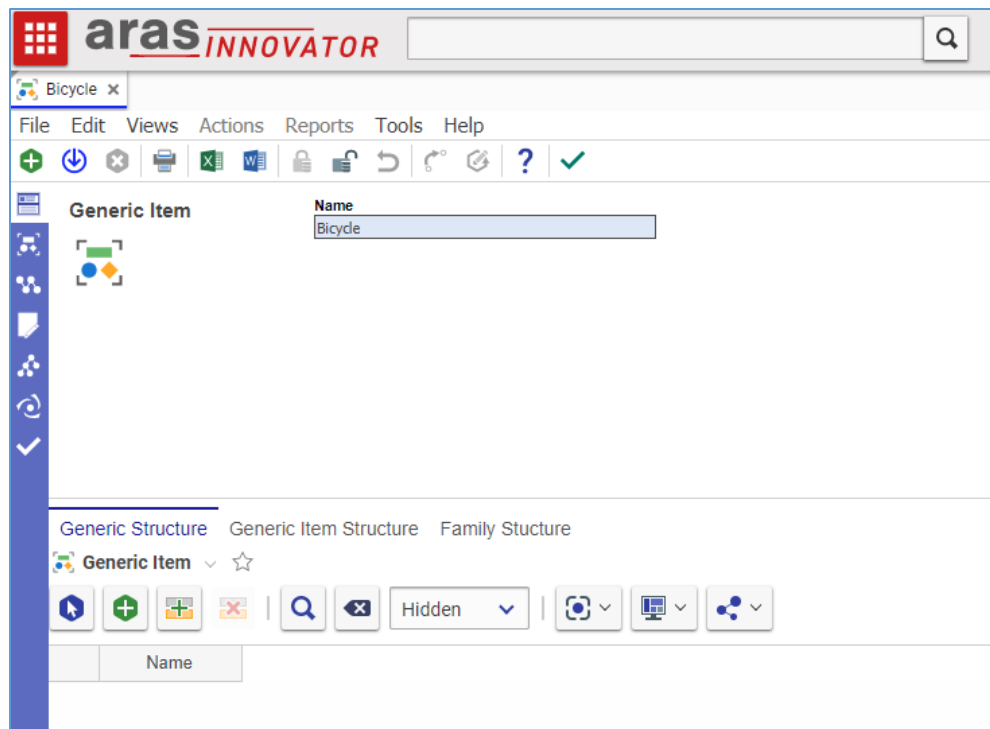 aras INNOVATOR
Bicycle
File Edit Views Actions Reports Tools Help
Generic Item
Name
Bicycle
Generic Structure Generic Item Structure Family Stucture
Generic Item
Hidden
Name